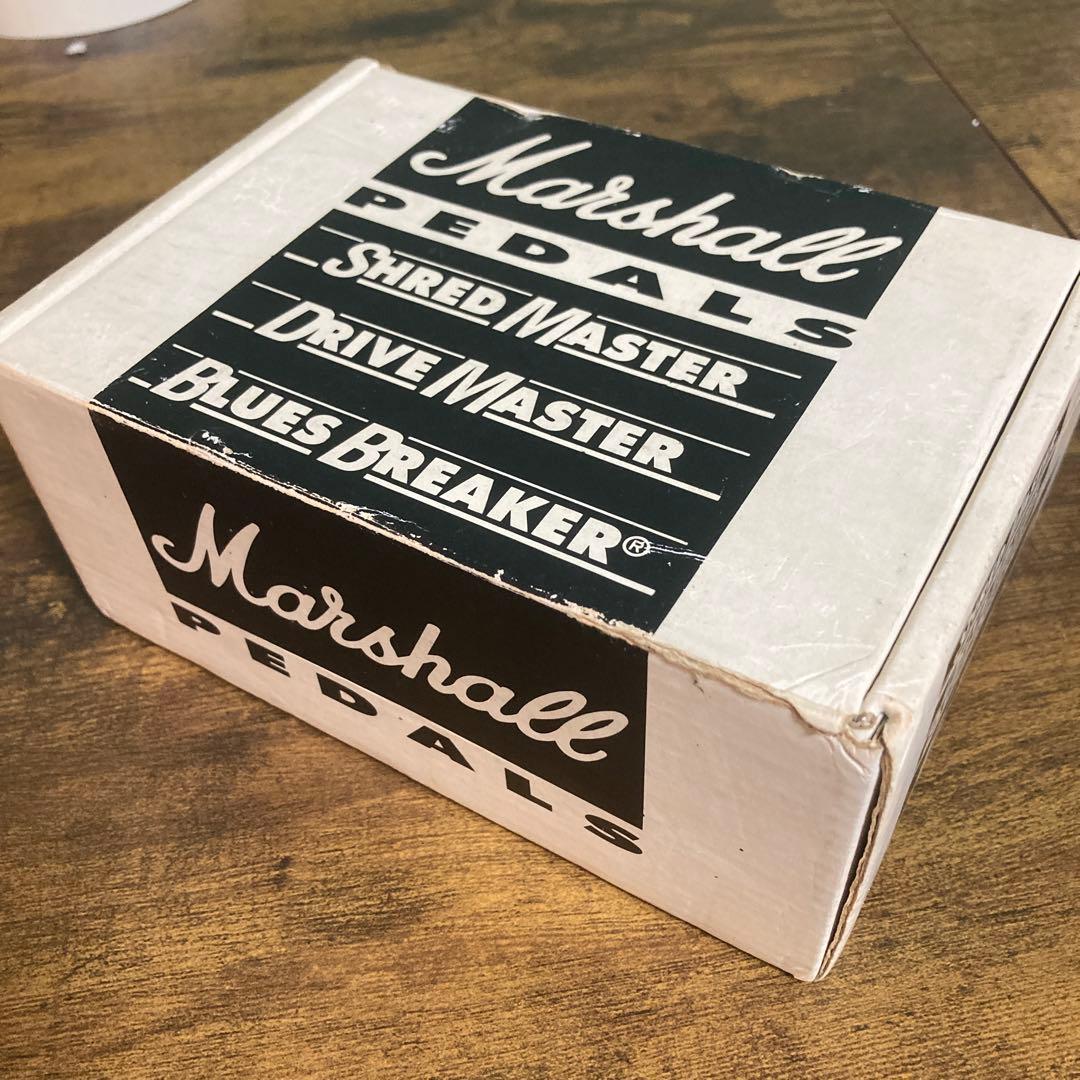 Marshall
PEDALS
SHRED MASTER
DRIVE MASTER
BLUES BREAKER®
Marshall
PEDALS